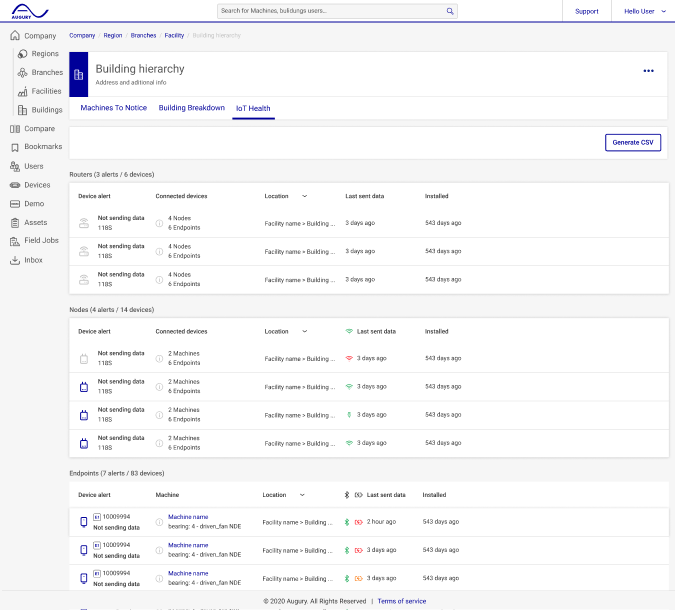 AUGURY
Search for Machines, buildungs users...
Support
Hello User
Company
Regions
Branches
Facilities
Buildings
Compare
Bookmarks
Users
Devices
Demo
Assets
Field Jobs
Inbox
Company / Region / Branches / Facility / Building hierarchy
Building hierarchy
Address and aditional info
Machines To Notice Building Breakdown IoT Health
Generate CSV
Routers (3 alerts / 6 devices)
Device alert Connected devices Location Last sent data Installed
Not sending data 4 Nodes
118S 6 Endpoints Facility name > Building ... 3 days ago 543 days ago
Not sending data 4 Nodes
118S 6 Endpoints Facility name > Building ... 3 days ago 543 days ago
Not sending data 4 Nodes
118S 6 Endpoints Facility name > Building ... 3 days ago 543 days ago
Nodes (4 alerts / 14 devices)
Device alert Connected devices Location Last sent data Installed
Not sending data 2 Machines
118S 6 Endpoints Facility name > Building ... 3 days ago 543 days ago
Not sending data 2 Machines
118S 6 Endpoints Facility name > Building ... 3 days ago 543 days ago
Not sending data 2 Machines
118S 6 Endpoints Facility name > Building ... 3 days ago 543 days ago
Not sending data 2 Machines
118S 6 Endpoints Facility name > Building ... 3 days ago 543 days ago
Endpoints (7 alerts / 83 devices)
Device alert Machine Location Last sent data Installed
10009994 Machine name
Not sending data bearing: 4 - driven_fan NDE Facility name > Building ... 2 hour ago 543 days ago
10009994 Machine name
Not sending data bearing: 4 - driven_fan NDE Facility name > Building ... 3 days ago 543 days ago
10009994 Machine name
Not sending data bearing: 4 - driven_fan NDE Facility name > Building ... 3 days ago 543 days ago
© 2020 Augury. All Rights Reserved | Terms of service